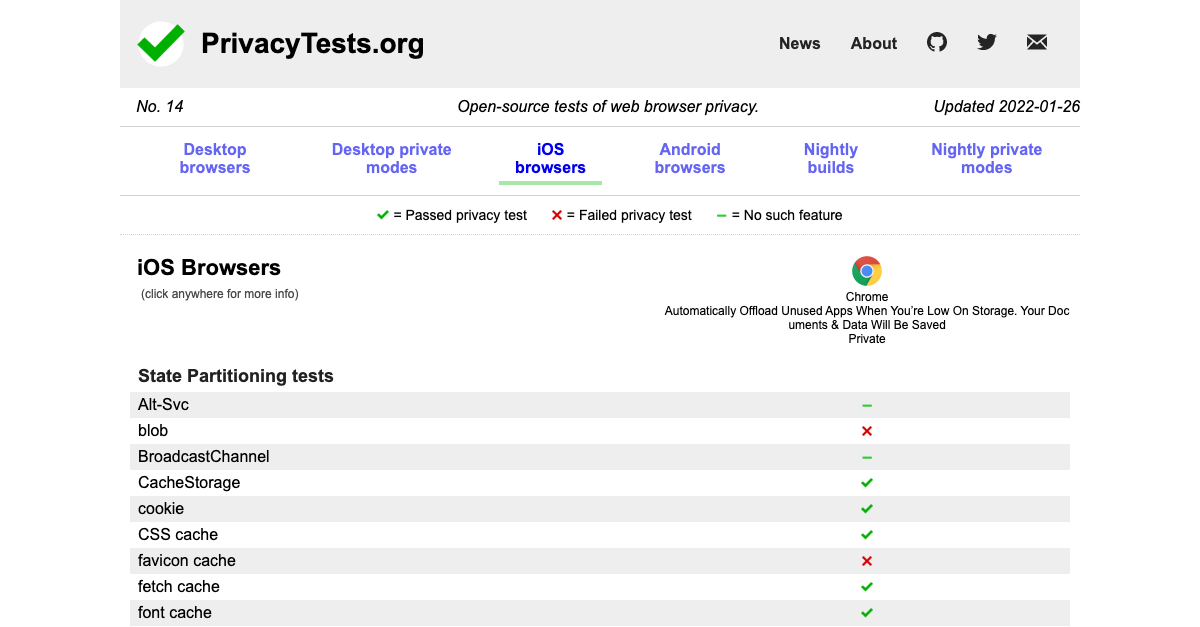 PrivacyTests.org
News About
No. 14 Open-source tests of web browser privacy. Updated 2022-01-26
Desktop browsers
Desktop private modes
iOS browsers
Android browsers
Nightly builds
Nightly private modes
= Passed privacy test = Failed privacy test = No such feature
iOS Browsers
(click anywhere for more info)
Chrome
Automatically Offload Unused Apps When You're Low On Storage. Your Doc
uments & Data Will Be Saved
Private
State Partitioning tests
Alt-Svc
blob
BroadcastChannel
CacheStorage
cookie
CSS cache
favicon cache
fetch cache
font cache